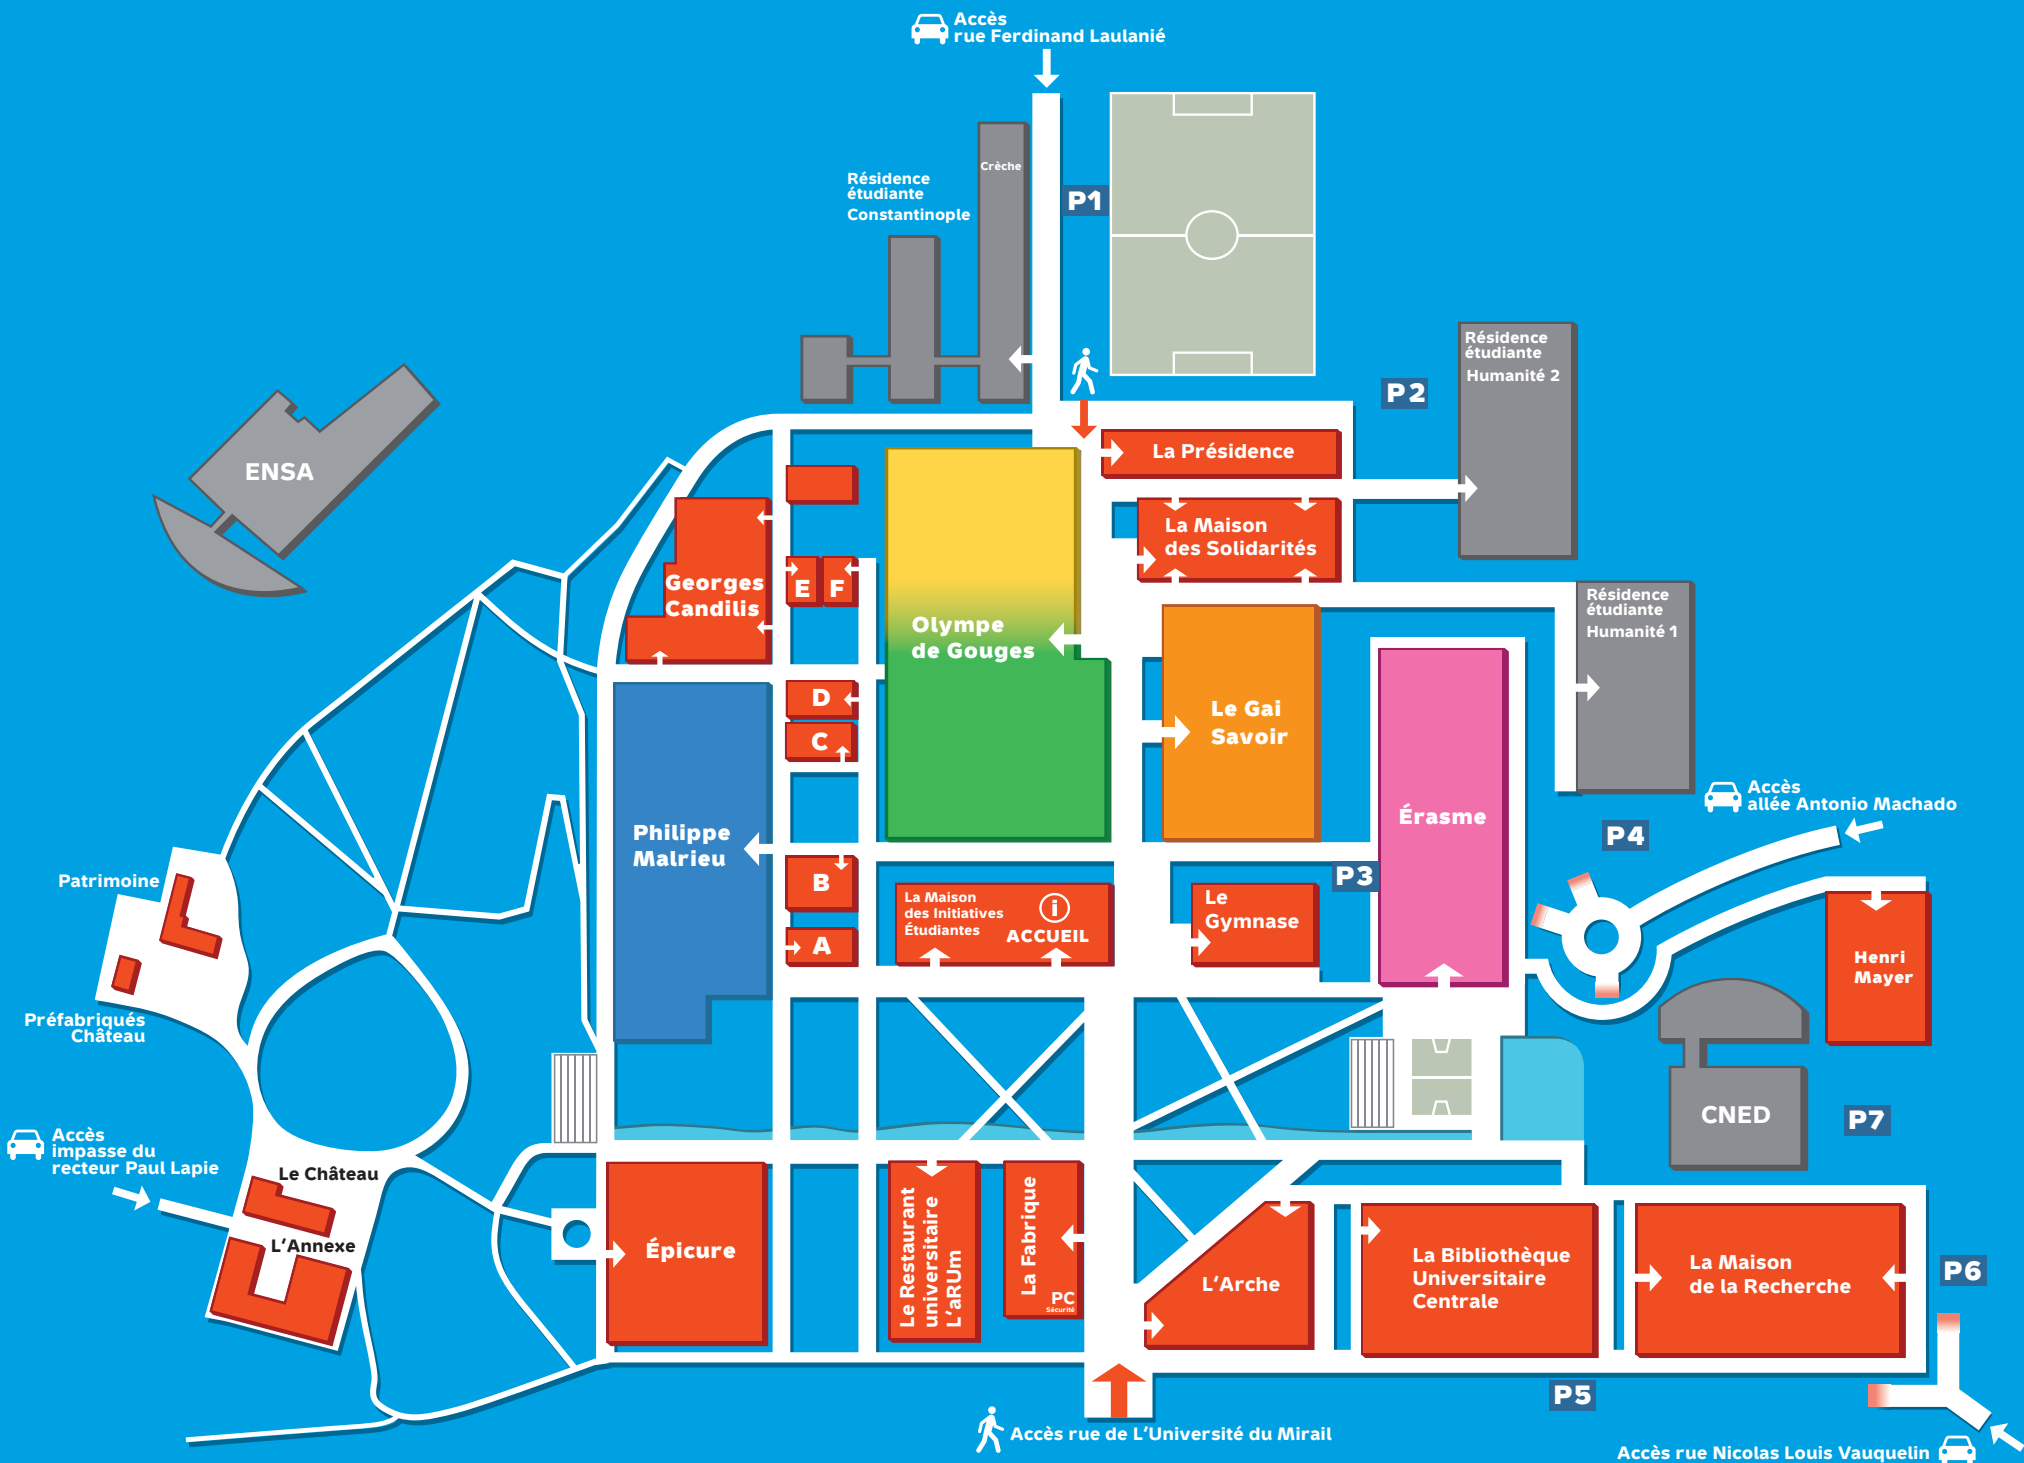 Accès
rue Ferdinand Laulanié
Crèche
Résidence
étudiante
Constantinople
P1
Résidence
étudiante
Humanité 2
P2
La Présidence
ENSA
La Maison
des Solidarités
Georges
Candilis
E
F
Olympe
de Gouges
Résidence
étudiante
Humanité 1
D
C
Le Gai
Savoir
Érasme
Philippe
Malrieu
Accès
allée Antonio Machado
P4
P3
Patrimoine
B
A
La Maison
des Initiatives
Étudiantes
i
ACCUEIL
Le
Gymnase
Henri
Mayer
Préfabriqués
Château
CNED
P7
Accès
impasse du
recteur Paul Lapie
Le Château
L'Annexe
Épicure
Le Restaurant
universitaire
L'aRUm
La Fabrique
PC
Sécurité
L'Arche
La Bibliothèque
Universitaire
Centrale
La Maison
de la Recherche
P6
P5
Accès rue de L'Université du Mirail
Accès rue Nicolas Louis Vauquelin